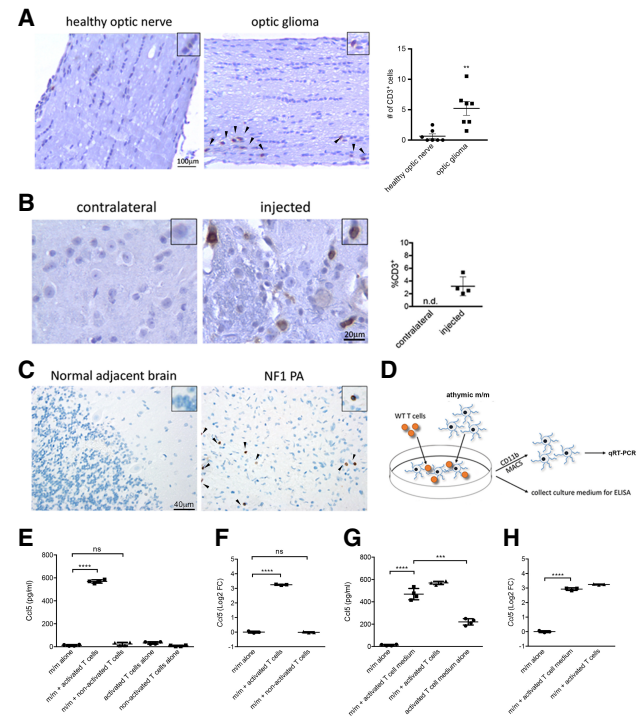 A
healthy optic nerve
optic glioma
100μm
# of CD3+ cells
15
10
5
0
**
healthy optic nerve
optic glioma
B
contralateral
injected
20μm
%CD3+
10
8
6
4
2
0
n.d.
contralateral
injected
C
Normal adjacent brain
NF1 PA
40μm
D
athymic m/m
WT T cells
CD11b
MACS
qRT-PCR
collect culture medium for ELISA
E
Ccl5 (pg/ml)
800
600
400
200
0
ns
****
m/m alone
m/m + activated T cells
m/m + non-activated T cells
activated T cells alone
non-activated T cells alone
F
Ccl5 (Log2 FC)
5
4
3
2
1
0
-1
ns
****
m/m alone
m/m + activated T cells
m/m + non-activated T cells
G
Ccl5 (pg/ml)
800
600
400
200
0
***
****
m/m alone
m/m + activated T cell medium
m/m + activated T cells
activated T cell medium alone
H
Ccl5 (Log2 FC)
5
4
3
2
1
0
-1
****
m/m alone
m/m + activated T cell medium
m/m + activated T cells